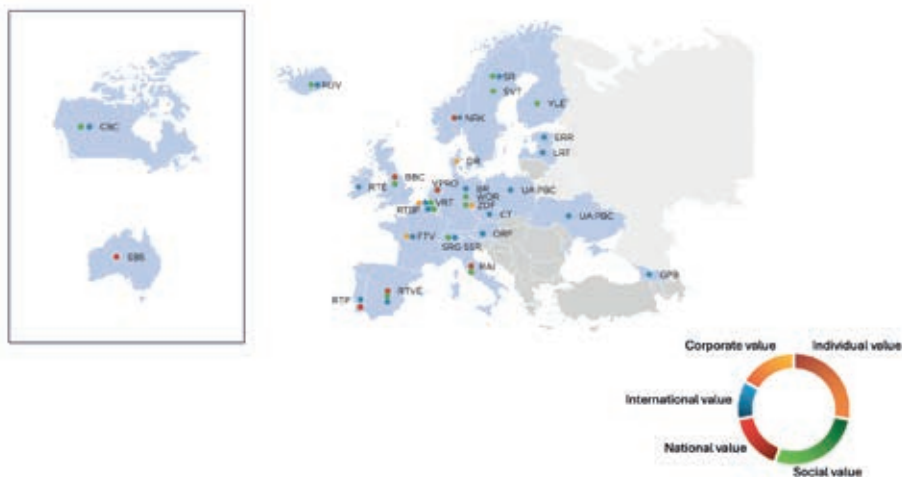 CBC
SBS
RUV
SR
SVT
YLE
NRK
ERR
LRT
DR
BBC
RTE
VPRO
BR
UA:PBC
WDR
VRT
RTBF
ZDF
CT
UA:PBC
FTV
ORF
SRG SSR
RAI
GPB
RTP
RTVE
Corporate value
Individual value
International value
National value
Social value